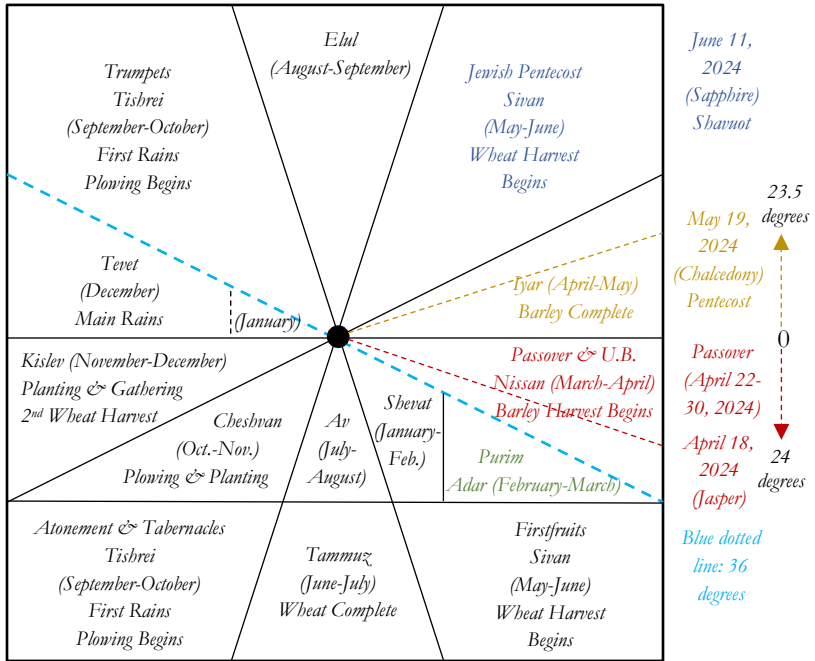 Elul
(August-September)
Trumpets
Tishrei
(September-October)
First Rains
Plowing Begins
Jewish Pentecost
Sivan
(May-June)
Wheat Harvest
Begins
June 11,
2024
(Sapphire)
Shavuot
Tevet
(December)
Main Rains
(January)
Iyar (April-May)
Barley Complete
May 19,
2024
(Chalcedony)
Pentecost
23.5
degrees
0
Kislev (November-December)
Planting & Gathering
2nd Wheat Harvest
Cheshvan
(Oct.-Nov.)
Plowing & Planting
Av
(July-
August)
Shevat
(January-
Feb.)
Passover & U.B.
Nissan (March-April)
Barley Harvest Begins
Purim
Adar (February-March)
Passover
(April 22-
30, 2024)
April 18,
2024
(Jasper)
24
degrees
Atonement & Tabernacles
Tishrei
(September-October)
First Rains
Plowing Begins
Tammuz
(June-July)
Wheat Complete
Firstfruits
Sivan
(May-June)
Wheat Harvest
Begins
Blue dotted
line: 36
degrees